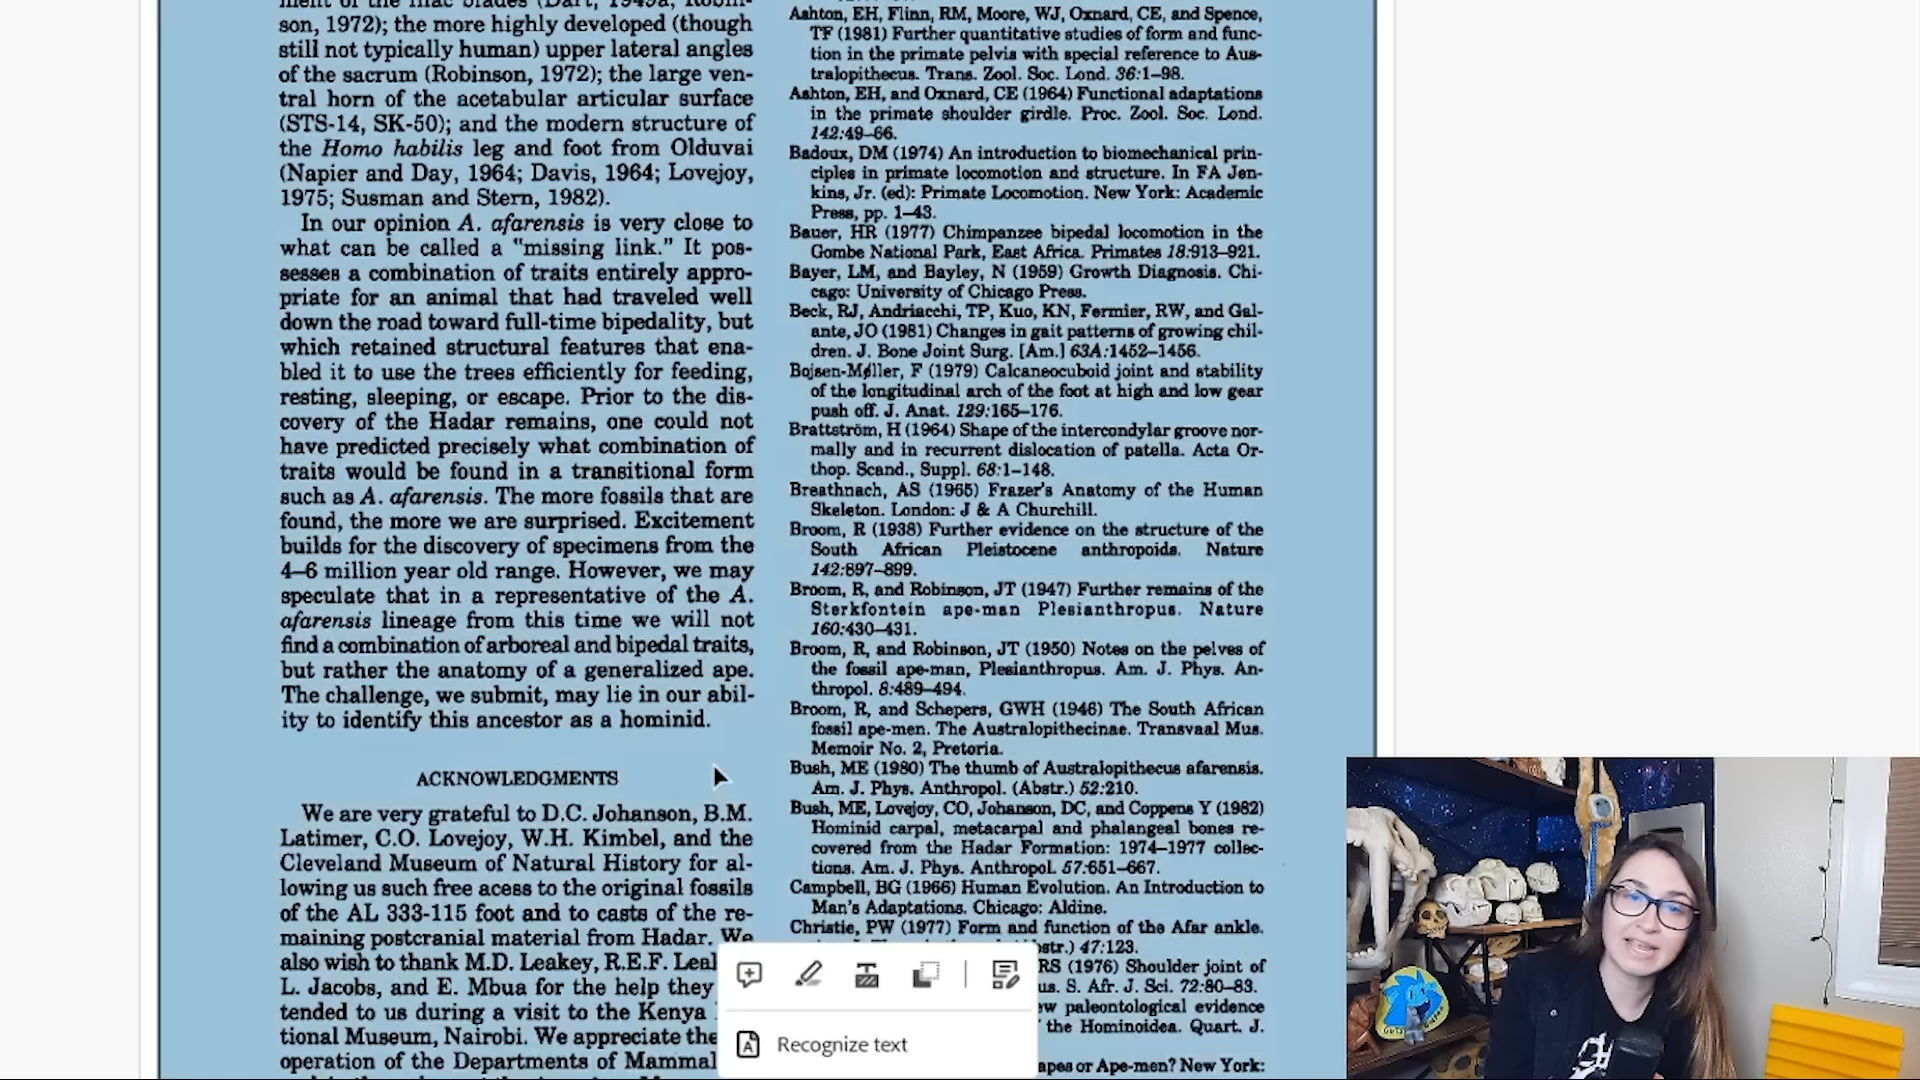 ment of the iliac blades (Dart, 1949a; Robin-
son, 1972); the more highly developed (though
still not typically human) upper lateral angles
of the sacrum (Robinson, 1972); the large ven-
tral horn of the acetabular articular surface
(STS-14, SK-50); and the modern structure of
the Homo habilis leg and foot from Olduvai
(Napier and Day, 1964; Davis, 1964; Lovejoy,
1975; Susman and Stern, 1982).
In our opinion A. afarensis is very close to
what can be called a "missing link." It pos-
sesses a combination of traits entirely appro-
priate for an animal that had traveled well
down the road toward full-time bipedality, but
which retained structural features that ena-
bled it to use the trees efficiently for feeding,
resting, sleeping, or escape. Prior to the dis-
covery of the Hadar remains, one could not
have predicted precisely what combination of
traits would be found in a transitional form
such as A. afarensis. The more fossils that are
found, the more we are surprised. Excitement
builds for the discovery of specimens from the
4–6 million year old range. However, we may
speculate that in a representative of the A.
afarensis lineage from this time we will not
find a combination of arboreal and bipedal traits,
but rather the anatomy of a generalized ape.
The challenge, we submit, may lie in our abil-
ity to identify this ancestor as a hominid.
ACKNOWLEDGMENTS
We are very grateful to D.C. Johanson, B.M.
Latimer, C.O. Lovejoy, W.H. Kimbel, and the
Cleveland Museum of Natural History for al-
lowing us such free acess to the original fossils
of the AL 333-115 foot and to casts of the re-
maining postcranial material from Hadar. We
also wish to thank M.D. Leakey, R.E.F. Leak
L. Jacobs, and E. Mbua for the help they
tended to us during a visit to the Kenya
tional Museum, Nairobi. We appreciate the
operation of the Departments of Mammal
Ashton, EH, Flinn, RM, Moore, WJ, Oxnard, CE, and Spence,
TF (1981) Further quantitative studies of form and func-
tion in the primate pelvis with special reference to Aus-
tralopithecus. Trans. Zool. Soc. Lond. 36:1–98.
Ashton, EH, and Oxnard, CE (1964) Functional adaptations
in the primate shoulder girdle. Proc. Zool. Soc. Lond.
142:49–66.
Badoux, DM (1974) An introduction to biomechanical prin-
ciples in primate locomotion and structure. In FA Jen-
kins, Jr. (ed): Primate Locomotion. New York: Academic
Press, pp. 1–43.
Bauer, HR (1977) Chimpanzee bipedal locomotion in the
Gombe National Park, East Africa. Primates 18:913–921.
Bayer, LM, and Bayley, N (1959) Growth Diagnosis. Chi-
cago: University of Chicago Press.
Beck, RJ, Andriacchi, TP, Kuo, KN, Fermier, RW, and Gal-
ante, JO (1981) Changes in gait patterns of growing chil-
dren. J. Bone Joint Surg. [Am.] 63A:1452–1456.
Bojsen-Møller, F (1979) Calcaneocuboid joint and stability
of the longitudinal arch of the foot at high and low gear
push off. J. Anat. 129:165–176.
Brattström, H (1964) Shape of the intercondylar groove nor-
mally and in recurrent dislocation of patella. Acta Or-
thop. Scand., Suppl. 68:1–148.
Breathnach, AS (1965) Frazer's Anatomy of the Human
Skeleton. London: J & A Churchill.
Broom, R (1938) Further evidence on the structure of the
South African Pleistocene anthropoids. Nature
142:897–899.
Broom, R, and Robinson, JT (1947) Further remains of the
Sterkfontein ape-man Plesianthropus. Nature
160:430–431.
Broom, R, and Robinson, JT (1950) Notes on the pelves of
the fossil ape-man, Plesianthropus. Am. J. Phys. An-
thropol. 8:489–494.
Broom, R, and Schepers, GWH (1946) The South African
fossil ape-men. The Australopithecinae. Transvaal Mus.
Memoir No. 2, Pretoria.
Bush, ME (1980) The thumb of Australopithecus afarensis.
Am. J. Phys. Anthropol. (Abstr.) 52:210.
Bush, ME, Lovejoy, CO, Johanson, DC, and Coppens Y (1982)
Hominid carpal, metacarpal and phalangeal bones re-
covered from the Hadar Formation: 1974–1977 collec-
tions. Am. J. Phys. Anthropol. 57:651–667.
Campbell, BG (1966) Human Evolution. An Introduction to
Man's Adaptations. Chicago: Aldine.
Christie, PW (1977) Form and function of the Afar ankle.
bstr.) 47:123.
RS (1976) Shoulder joint of
us. S. Afr. J. Sci. 72:80–83.
ew paleontological evidence
the Hominoidea. Quart. J.
apes or Ape-men? New York:
Recognize text